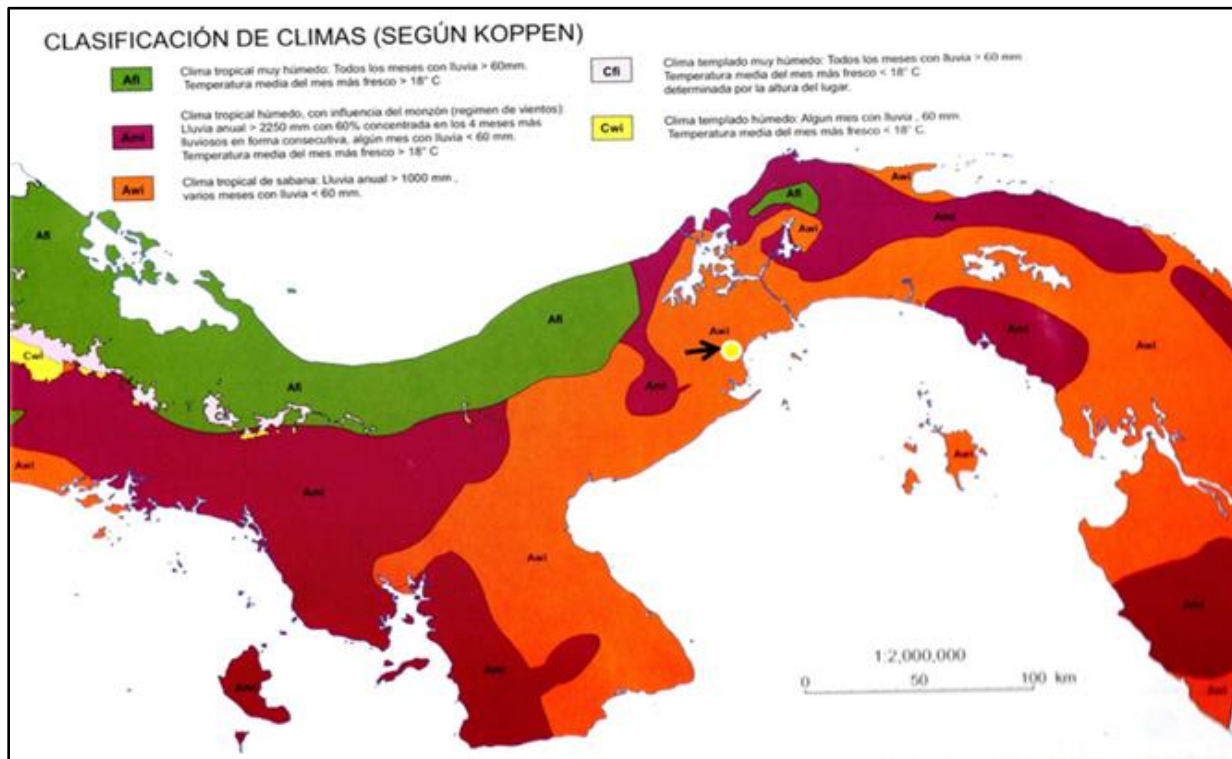 CLASIFICACIÓN DE CLIMAS (SEGÚN KOPPEN)
Afi
Clima tropical muy húmedo: Todos los meses con lluvia > 60mm.
Temperatura media del mes más fresco > 18° C
Ami
Clima tropical húmedo, con influencia del monzón (regimen de vientos)
Lluvia anual > 2250 mm con 60% concentrada en los 4 meses más
lluviosos en forma consecutiva, algún mes con lluvia < 60 mm.
Temperatura media del mes más fresco > 18° C
Awi
Clima tropical de sabana: Lluvia anual > 1000 mm ,
varios meses con lluvia < 60 mm.
Cfi
Clima templado muy húmedo: Todos los meses con lluvia > 60 mm
Temperatura media del mes más fresco < 18° C
determinada por la altura del lugar.
Cwi
Clima templado húmedo: Algun mes con lluvia , 60 mm.
Temperatura media del mes más fresco < 18° C.
Awi
Afi
Ami
Awi
Afi
Afi
Awi
Ami
Awi
Cwi
Ami
Afi
Awi
Awi
Ami
Awi
Ami
Ami
1:2,000,000
0 50 100 km